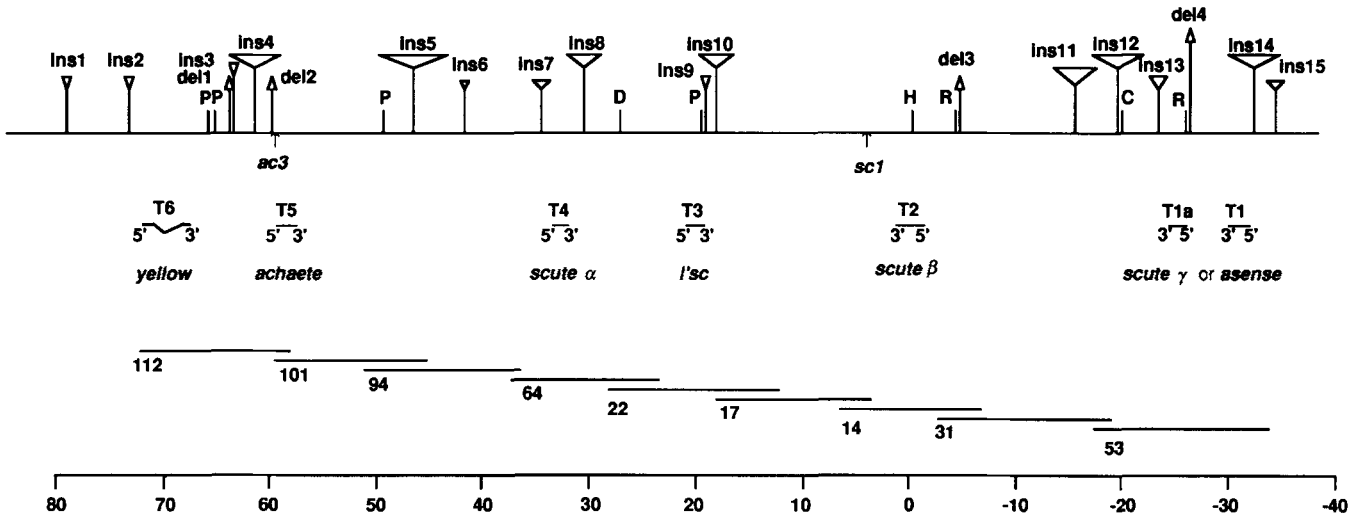 del4
ins4 ins5 ins8 ins10 ins12 ins14
ins1 ins2 ins3 ins6 ins7 ins9 del3 ins11 ins13 ins15
del1 del2
P P P D P H R C R
ac3 sc1
T6 T5 T4 T3 T2 T1a T1
5' 3' 5' 3' 5' 3' 5' 3' 3' 5' 3' 5' 3' 5'
yellow achaete scute α l'sc scute β scute γ or asense
112
101
94
64
22
17
14
31
53
80 70 60 50 40 30 20 10 0 -10 -20 -30 -40